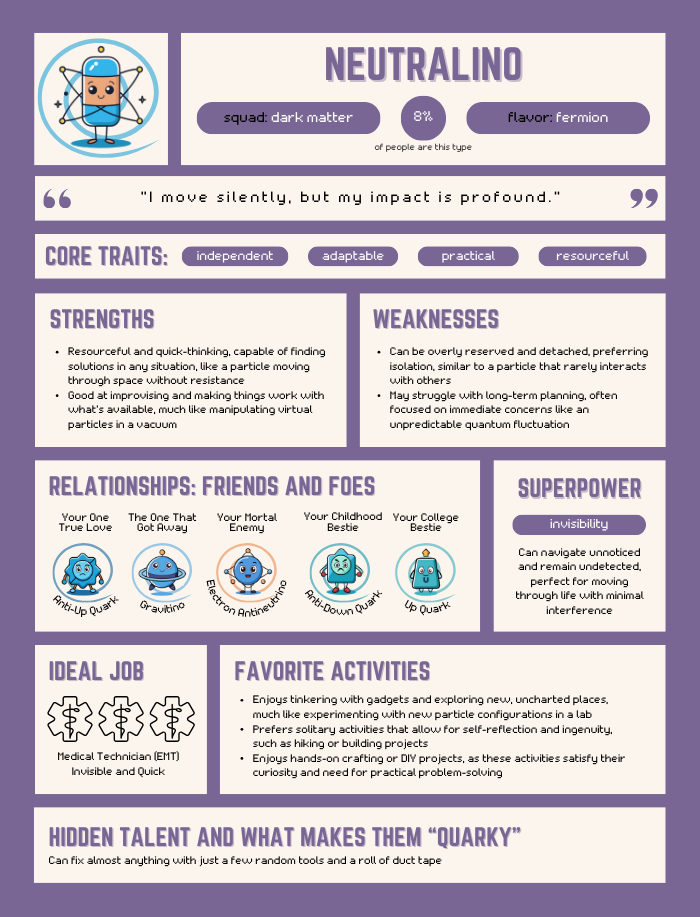 NEUTRALINO
squad: dark matter
8%
flavor: fermion
of people are this type
"I move silently, but my impact is profound."
CORE TRAITS:
independent
adaptable
practical
resourceful
STRENGTHS
• Resourceful and quick-thinking, capable of finding
solutions in any situation, like a particle moving
through space without resistance
• Good at improvising and making things work with
what's available, much like manipulating virtual
particles in a vacuum
WEAKNESSES
• Can be overly reserved and detached, preferring
isolation, similar to a particle that rarely interacts
with others
• May struggle with long-term planning, often
focused on immediate concerns like an
unpredictable quantum fluctuation
RELATIONSHIPS: FRIENDS AND FOES
Your One
True Love
Anti-Up Quark
The One That
Got Away
Gravitino
Your Mortal
Enemy
Electron Antineutrino
Your Childhood
Bestie
Anti-Down Quark
Your College
Bestie
Up Quark
SUPERPOWER
invisibility
Can navigate unnoticed
and remain undetected,
perfect for moving
through life with minimal
interference
IDEAL JOB
Medical Technician (EMT)
Invisible and Quick
FAVORITE ACTIVITIES
• Enjoys tinkering with gadgets and exploring new, uncharted places,
much like experimenting with new particle configurations in a lab
• Prefers solitary activities that allow for self-reflection and ingenuity,
such as hiking or building projects
• Enjoys hands-on crafting or DIY projects, as these activities satisfy their
curiosity and need for practical problem-solving
HIDDEN TALENT AND WHAT MAKES THEM “QUARKY”
Can fix almost anything with just a few random tools and a roll of duct tape